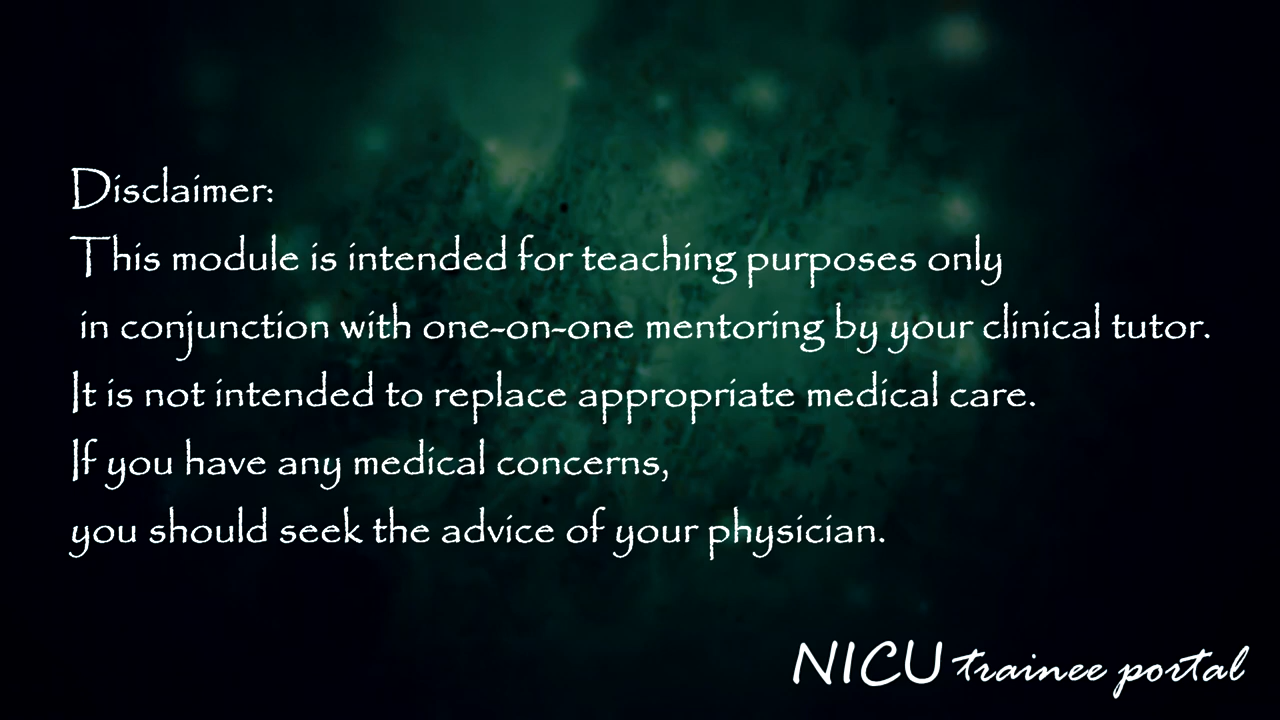 Disclaimer:
This module is intended for teaching purposes only
in conjunction with one-on-one mentoring by your clinical tutor.
It is not intended to replace appropriate medical care.
If you have any medical concerns,
you should seek the advice of your physician.
NICU trainee portal